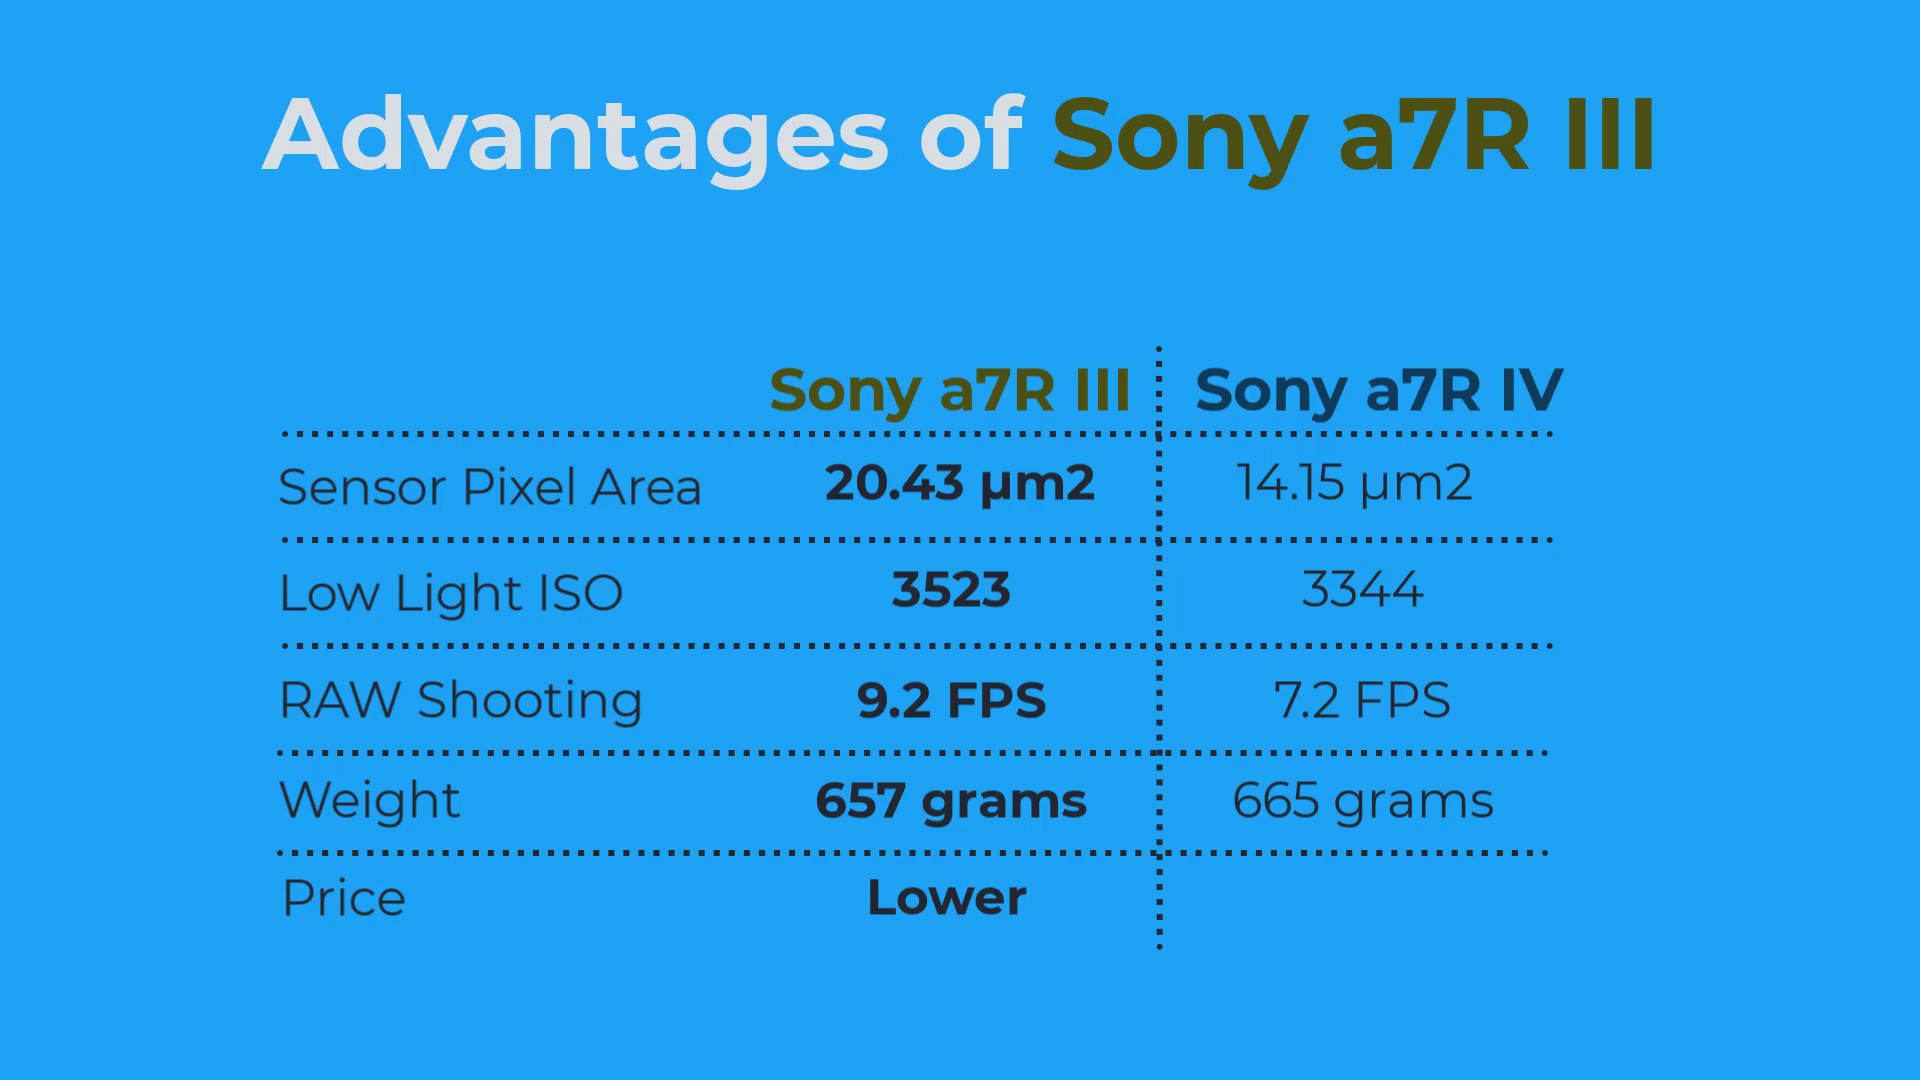 Advantages of Sony a7R III
Sony a7R III Sony a7R IV
Sensor Pixel Area 20.43 µm2 14.15 µm2
Low Light ISO 3523 3344
RAW Shooting 9.2 FPS 7.2 FPS
Weight 657 grams 665 grams
Price Lower